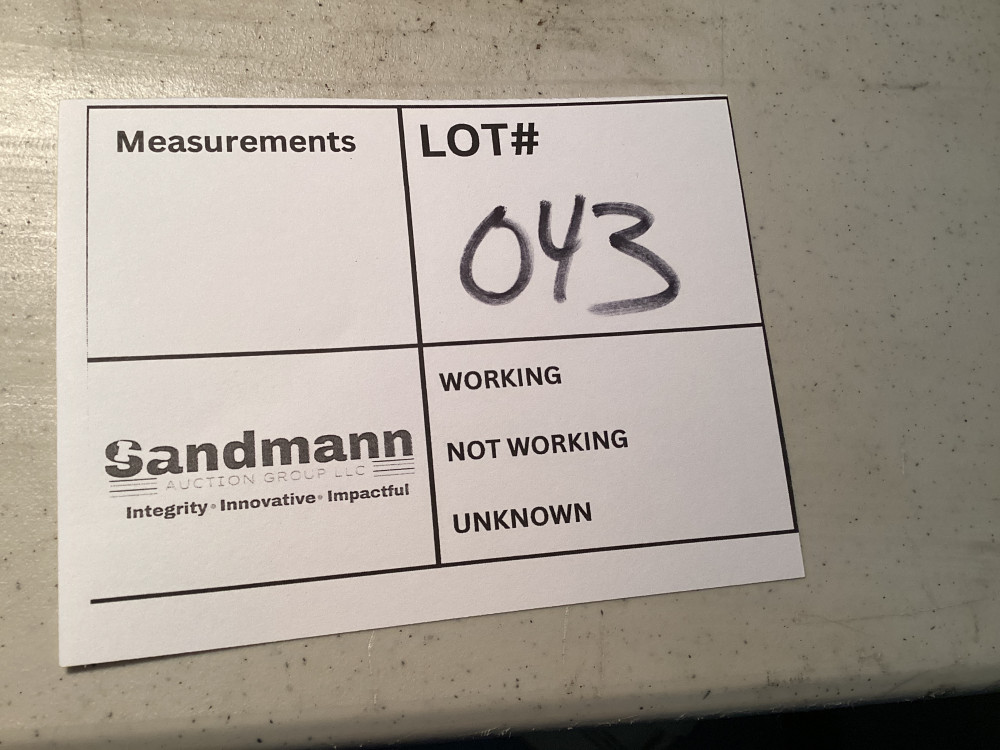 Measurements
LOT#
043
Sandmann
AUCTION GROUP LLC
Integrity • Innovative • Impactful
WORKING
NOT WORKING
UNKNOWN